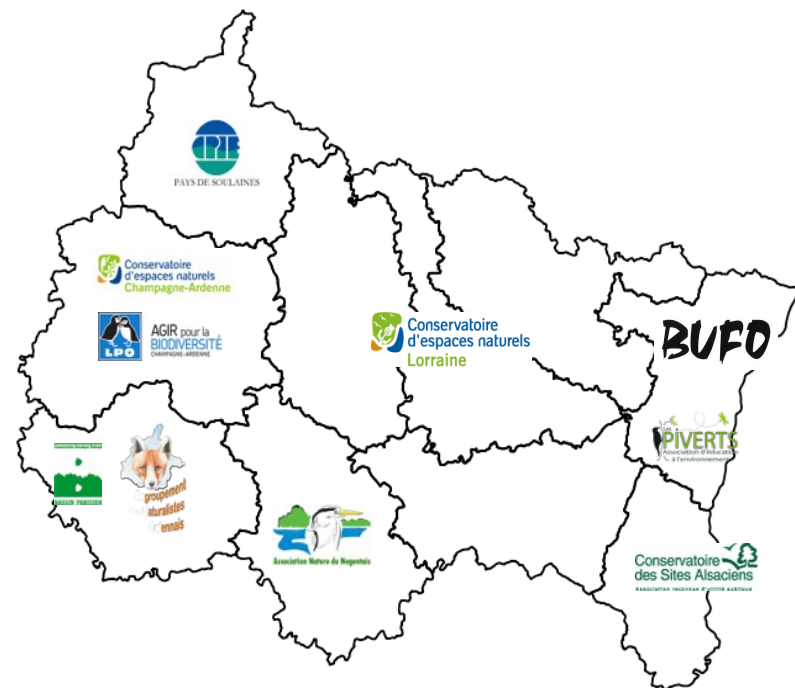 CPIE
PAYS DE SOULAINES
Conservatoire
d'espaces naturels
Champagne-Ardenne
LPO
AGIR pour la
BIODIVERSITÉ
CHAMPAGNE-ARDENNE
Conservatoire
d'espaces naturels
Lorraine
BUFO
PiVERTS
Association d'éducation
à l'environnement
BASSIN PARISIEN
groupement
naturalistes
Association Nature du Nogentais
Conservatoire
des Sites Alsaciens
Association reconnue d'utilité publique